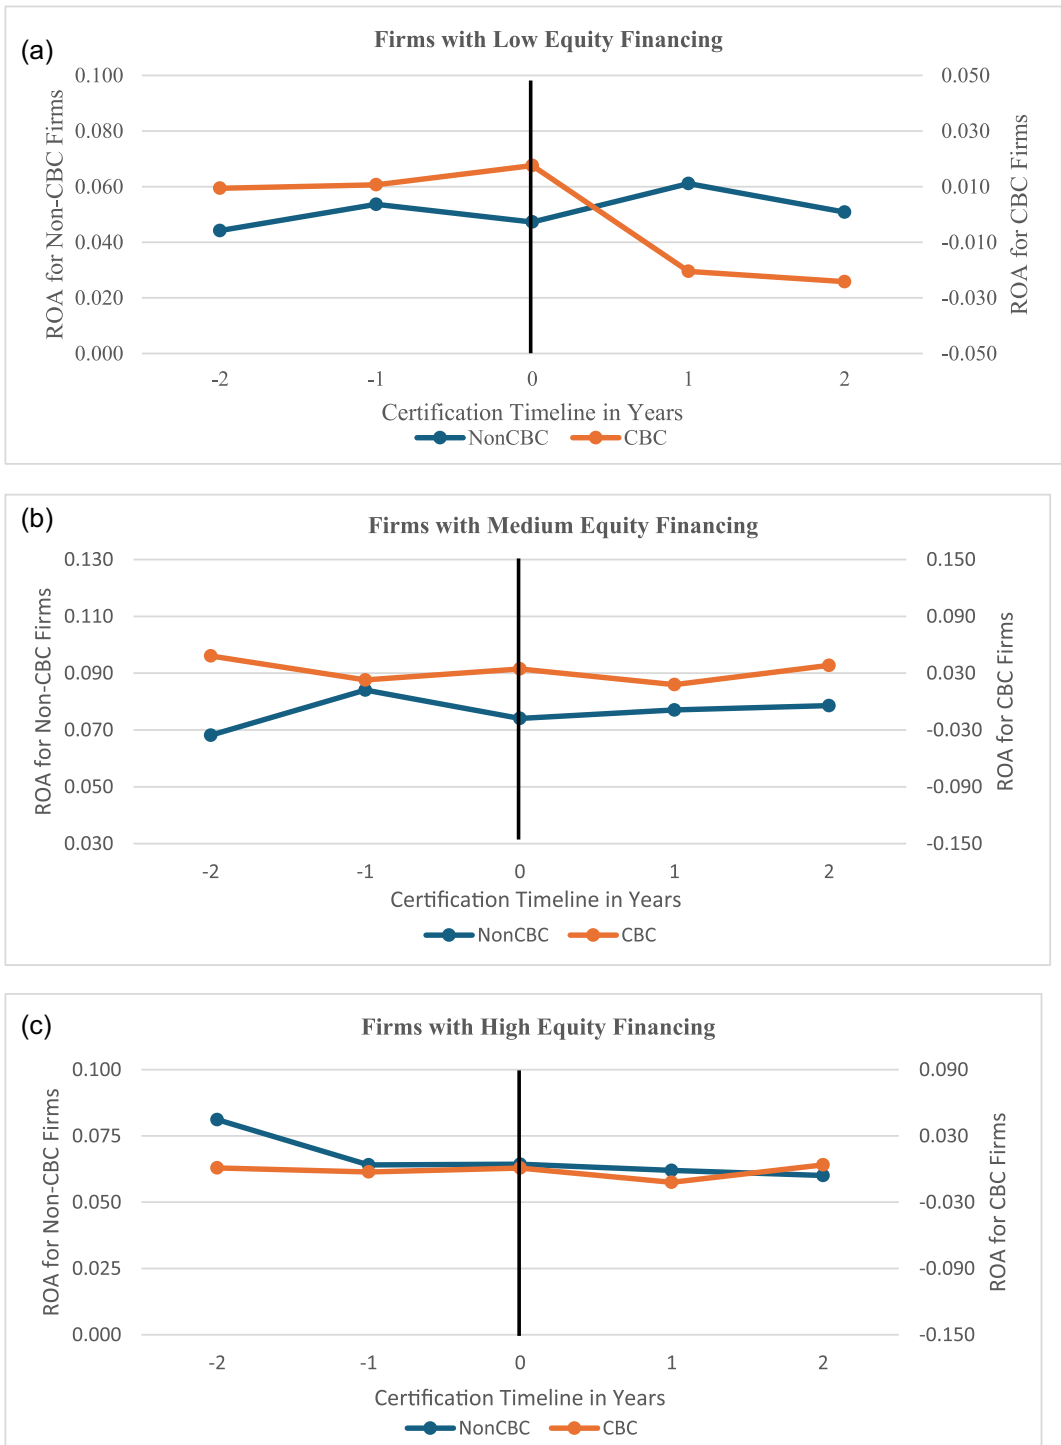 (a)
Firms with Low Equity Financing
ROA for Non-CBC Firms
0.100
0.080
0.060
0.040
0.020
0.000
0.050
0.030
0.010
-0.010
-0.030
-0.050
ROA for CBC Firms
-2 -1 0 1 2
Certification Timeline in Years
NonCBC CBC
(b)
Firms with Medium Equity Financing
ROA for Non-CBC Firms
0.130
0.110
0.090
0.070
0.050
0.030
0.150
0.090
0.030
-0.030
-0.090
-0.150
ROA for CBC Firms
-2 -1 0 1 2
Certification Timeline in Years
NonCBC CBC
(c)
Firms with High Equity Financing
ROA for Non-CBC Firms
0.100
0.075
0.050
0.025
0.000
0.090
0.030
-0.030
-0.090
-0.150
ROA for CBC Firms
-2 -1 0 1 2
Certification Timeline in Years
NonCBC CBC